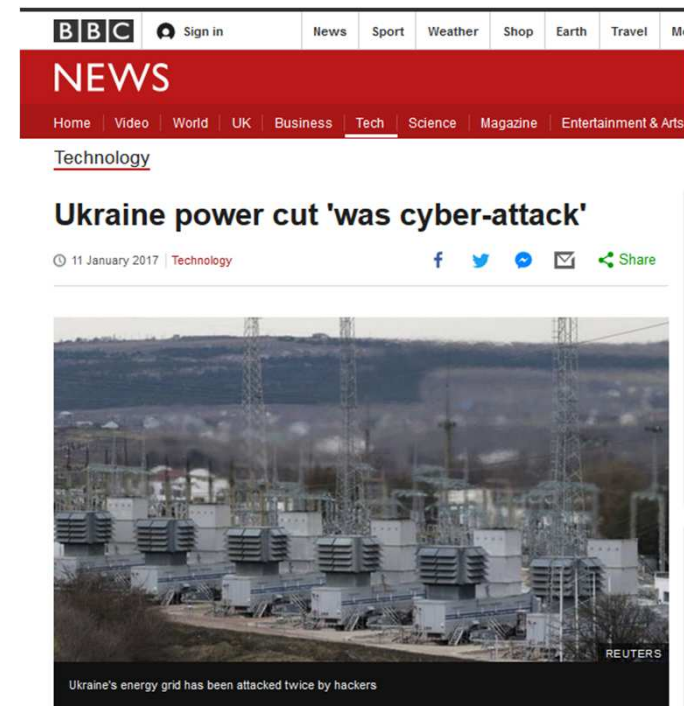 BBC Sign in News Sport Weather Shop Earth Travel
NEWS
Home Video World UK Business Tech Science Magazine Entertainment & Arts
Technology
Ukraine power cut 'was cyber-attack'
11 January 2017 Technology Share
REUTERS
Ukraine's energy grid has been attacked twice by hackers